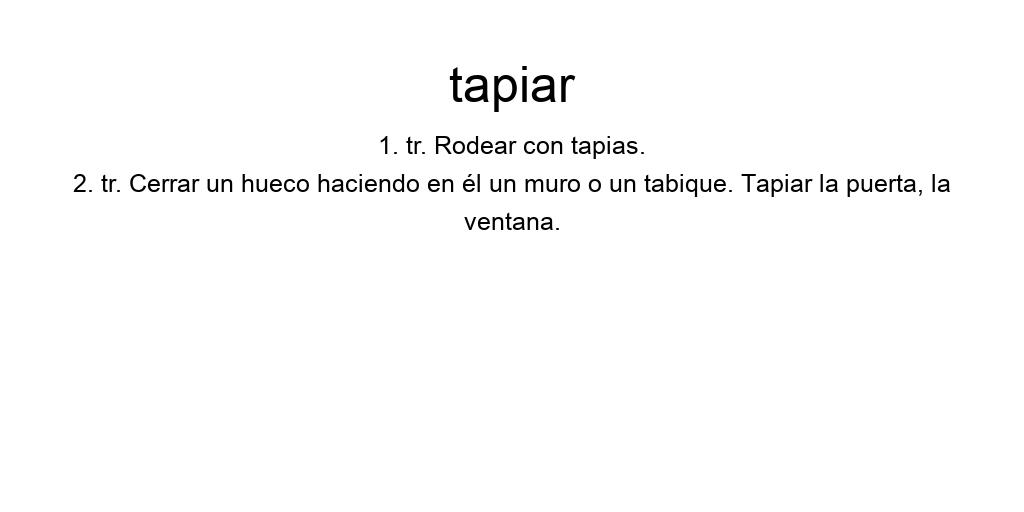 tapiar
1. tr. Rodear con tapias.
2. tr. Cerrar un hueco haciendo en él un muro o un tabique. Tapiar la puerta, la
ventana.